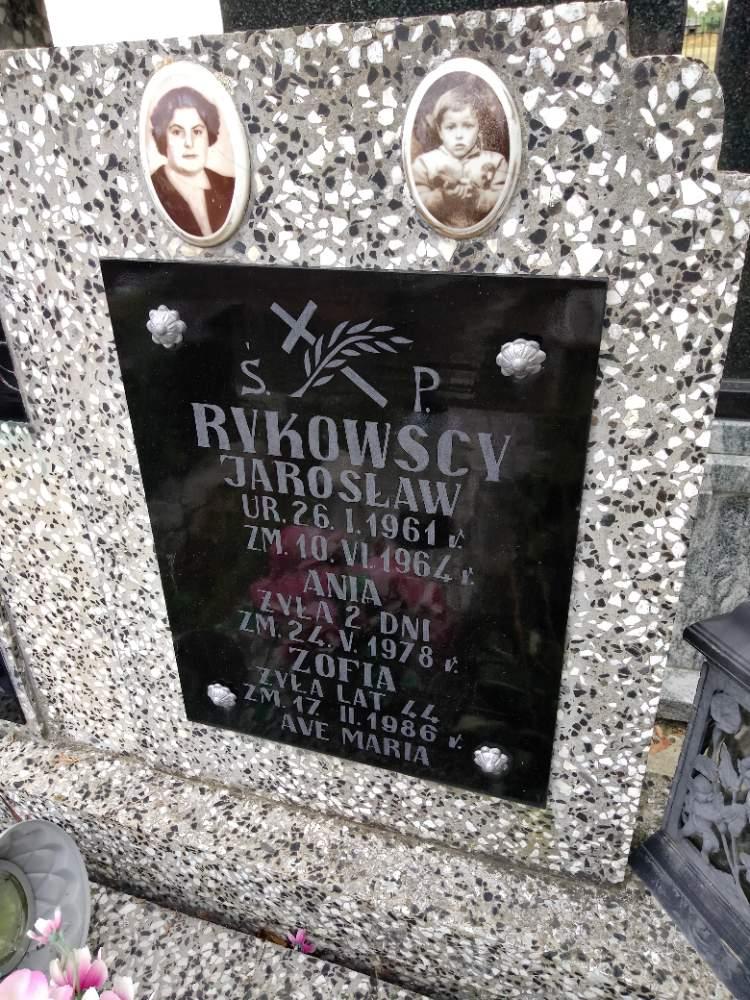 Ś. P.
RYKOWSCY
JAROSŁAW
UR. 26. I. 1961 r.
ZM. 10. VI. 1964 r.
ANIA
ŻYŁA 2 DNI
ZM. 24. V. 1978 r.
ZOFIA
ŻYŁA LAT 44
ZM. 17. II. 1986 r.
AVE MARIA